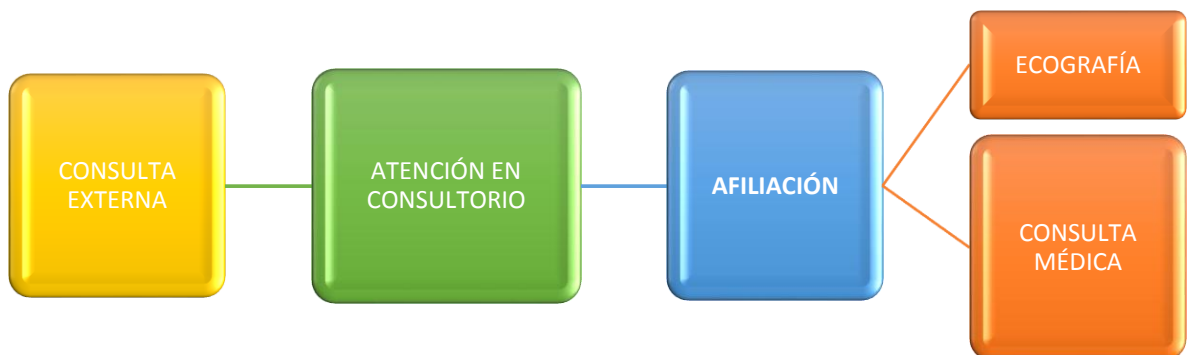 CONSULTA
EXTERNA
ATENCIÓN EN
CONSULTORIO
AFILIACIÓN
ECOGRAFÍA
CONSULTA
MÉDICA